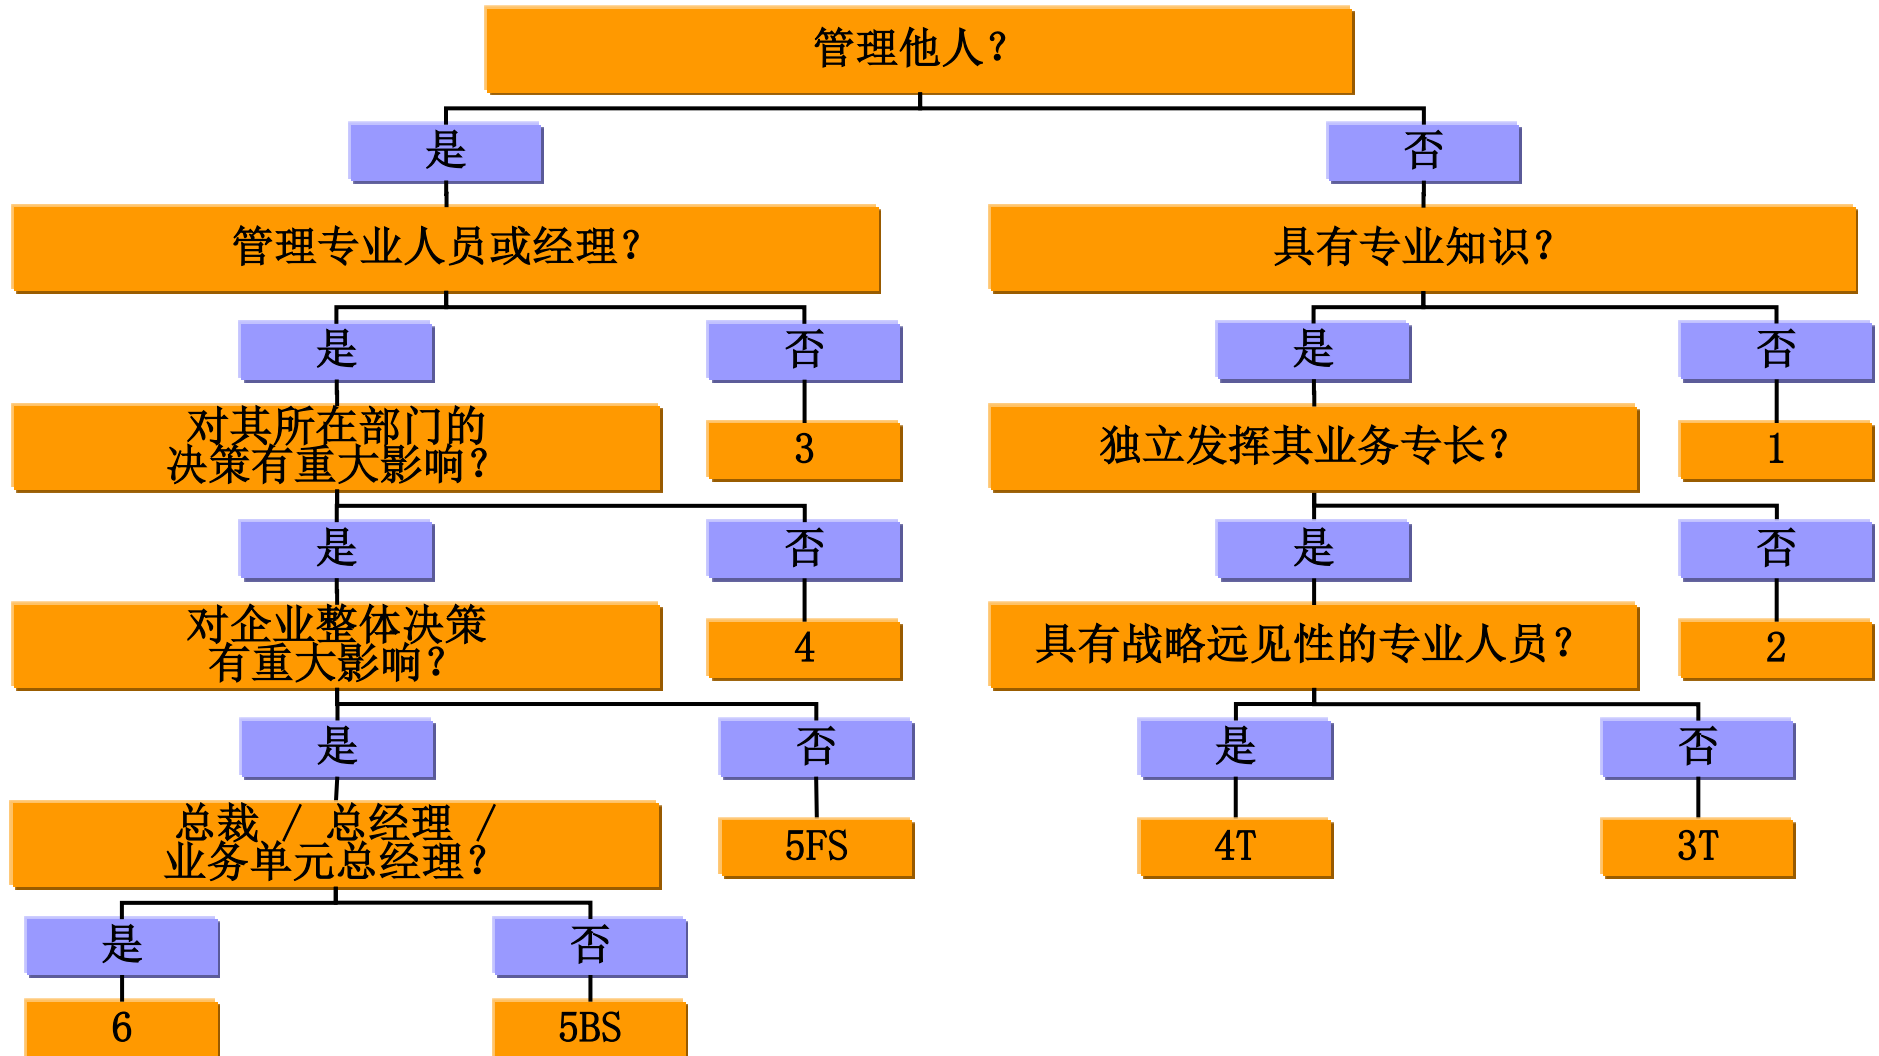 管理他人?
是
否
管理专业人员或经理?
具有专业知识?
是
否
是
否
对其所在部门的
决策有重大影响?
3
独立发挥其业务专长?
1
是
否
是
否
对企业整体决策
有重大影响?
4
具有战略远见性的专业人员?
2
是
否
是
否
总裁 / 总经理 /
业务单元总经理?
5FS
4T
3T
是
否
6
5BS